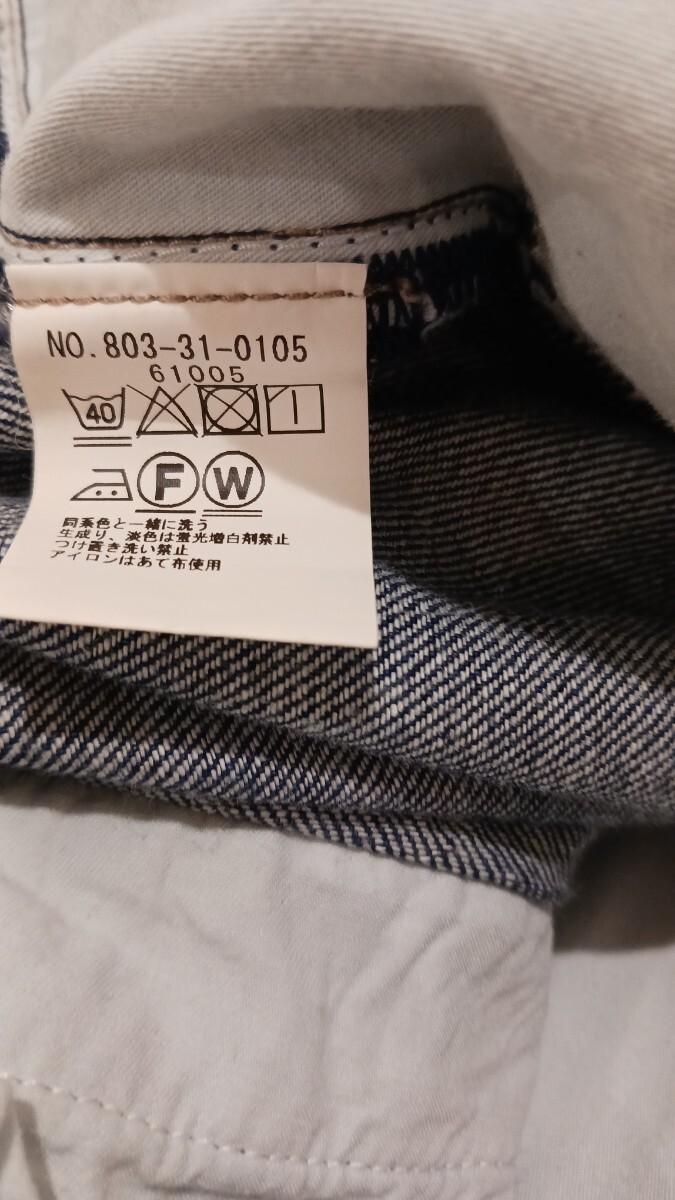 NO.803-31-0105
61005
40
F W
同系色と一緒に洗う
生成り、淡色は蛍光増白剤禁止
つけ置き洗い禁止
アイロンはあて布使用